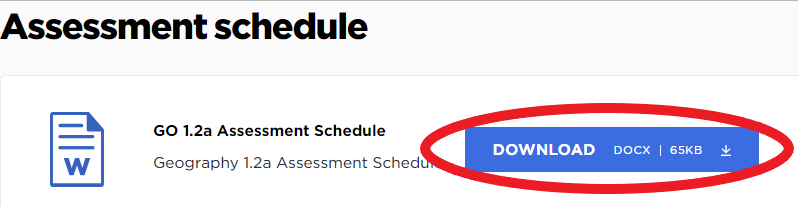 Assessment schedule
GO 1.2a Assessment Schedule
DOWNLOAD DOCX | 65KB
Geography 1.2a Assessment Schedu
W